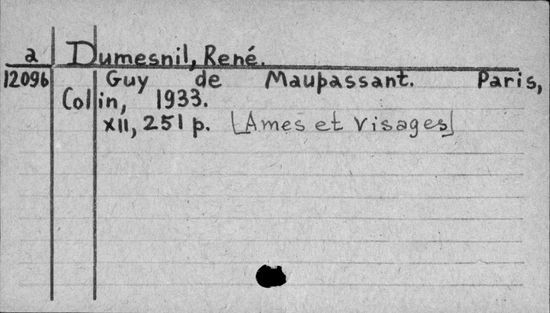 a Dumesnil, René.
12096 Guy de Maupassant. Paris,
Colin, 1933.
XII, 251 p. [Ames et Visages]